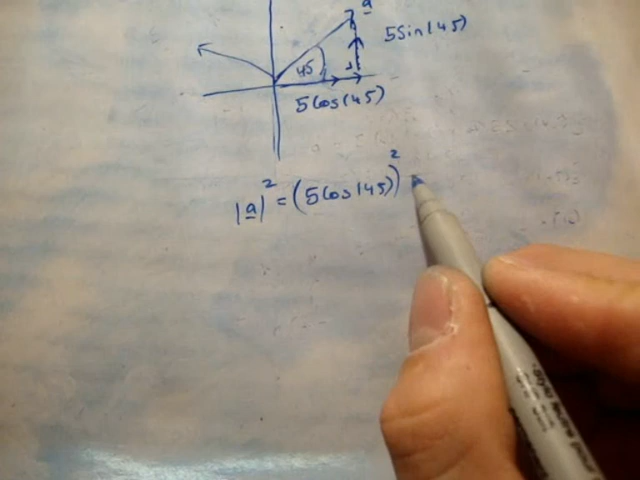 a
5Sin(45)
45
5Cos(45)
|a|² = (5Cos(45))²